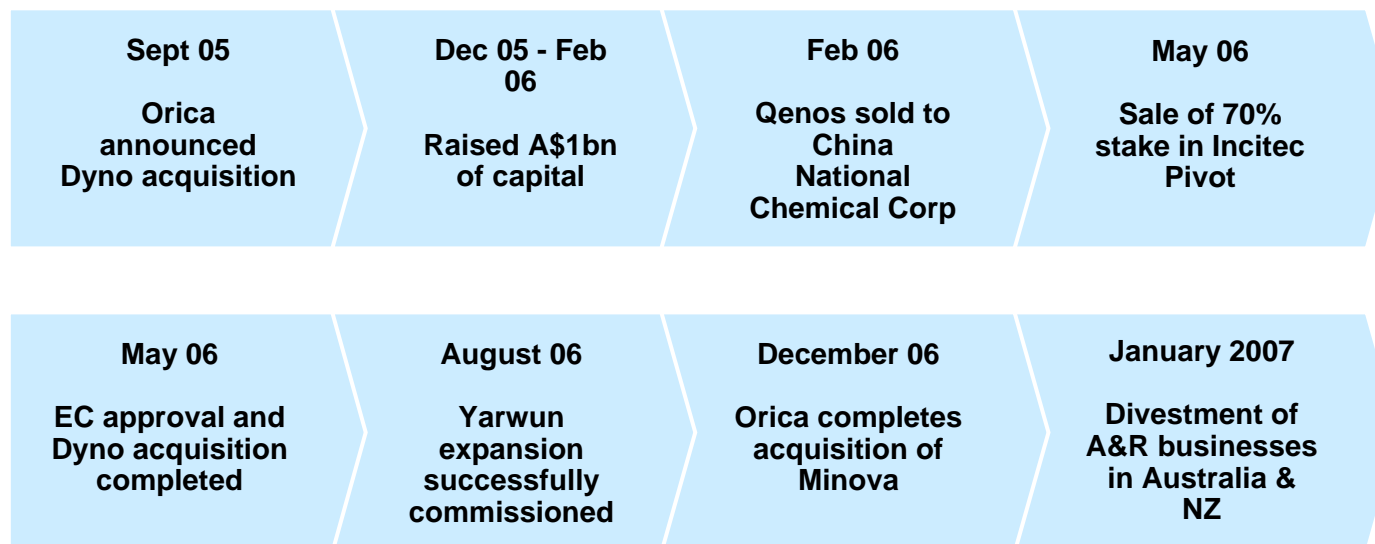 Sept 05
Orica
announced
Dyno acquisition
Dec 05 - Feb
06
Raised A$1bn
of capital
Feb 06
Qenos sold to
China
National
Chemical Corp
May 06
Sale of 70%
stake in Incitec
Pivot
May 06
EC approval and
Dyno acquisition
completed
August 06
Yarwun
expansion
successfully
commissioned
December 06
Orica completes
acquisition of
Minova
January 2007
Divestment of
A&R businesses
in Australia &
NZ